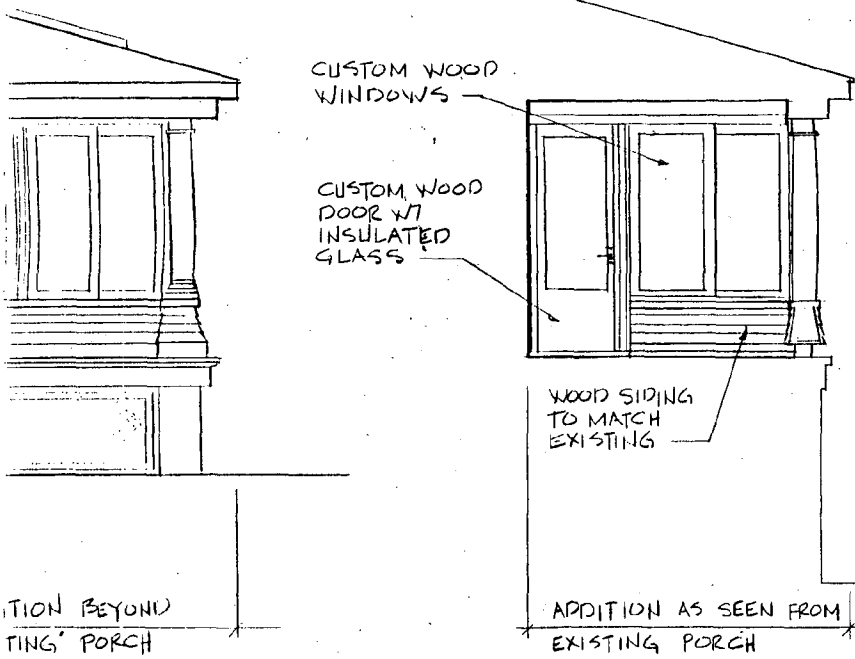 CUSTOM WOOD
WINDOWS
CUSTOM WOOD
DOOR W/
INSULATED
GLASS
WOOD SIDING
TO MATCH
EXISTING
ITION BEYOND
TING PORCH
ADDITION AS SEEN FROM
EXISTING PORCH